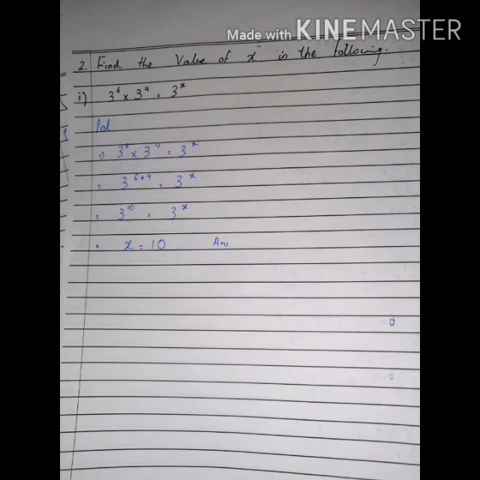 Made with KINEMASTER
2. Find the Value of x in the following.
i) 3⁶ x 3⁴ = 3ˣ
Sol
i) 3⁶ x 3⁴ = 3ˣ
= 3⁶⁺⁴ = 3ˣ
= 3¹⁰ = 3ˣ
= x = 10 Ans